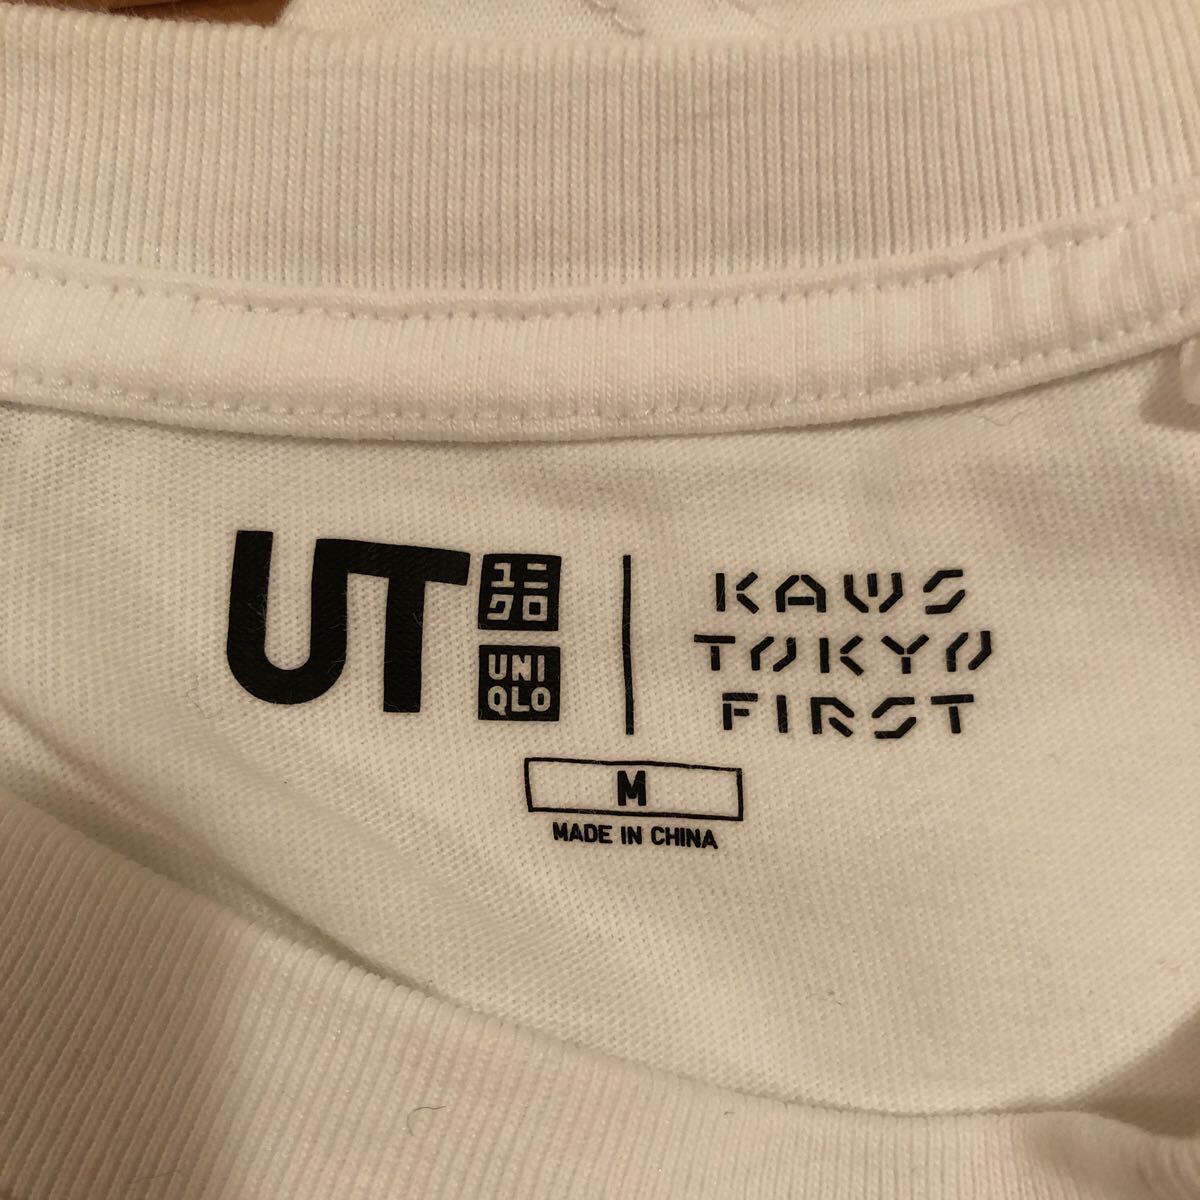 UT
ユニ
クロ
UNI
QLO
KAWS
TOKYO
FIRST
M
MADE IN CHINA